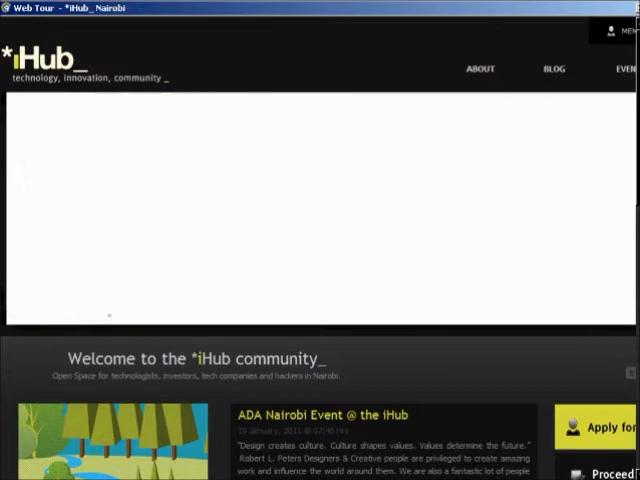 Web Tour - *iHub_Nairobi
*iHub_
technology, innovation, community _
ABOUT
BLOG
Welcome to the *iHub community_
Open Space for technologists, investors, tech companies and hackers in Nairobi.
ADA Nairobi Event @ the iHub
19 January, 2011 @ 07:46 Hrs
"Design creates culture. Culture shapes values. Values determine the future."
Robert L. Peters Designers & Creative people are privileged to create amazing
work and influence the world around them. We are also a fantastic lot of people
Apply for
Proceed